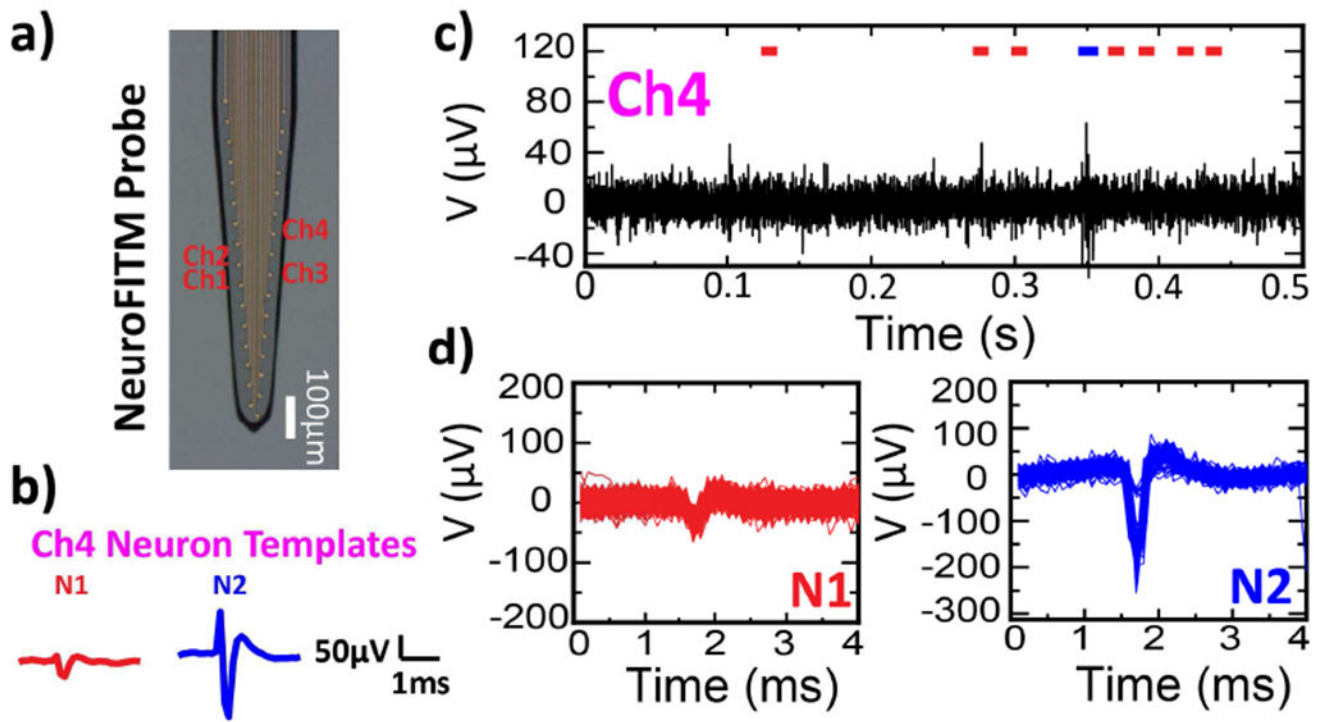 a)
NeuroFITM Probe
Ch2
Ch1
Ch4
Ch3
100μm
b)
Ch4 Neuron Templates
N1
N2
50μV
1ms
c)
Ch4
V (μV)
120
80
40
0
-40
0
0.1
0.2
0.3
0.4
0.5
Time (s)
d)
V (μV)
200
100
0
-100
-200
N1
0
1
2
3
4
Time (ms)
V (μV)
200
100
0
-100
-200
-300
N2
0
1
2
3
4
Time (ms)